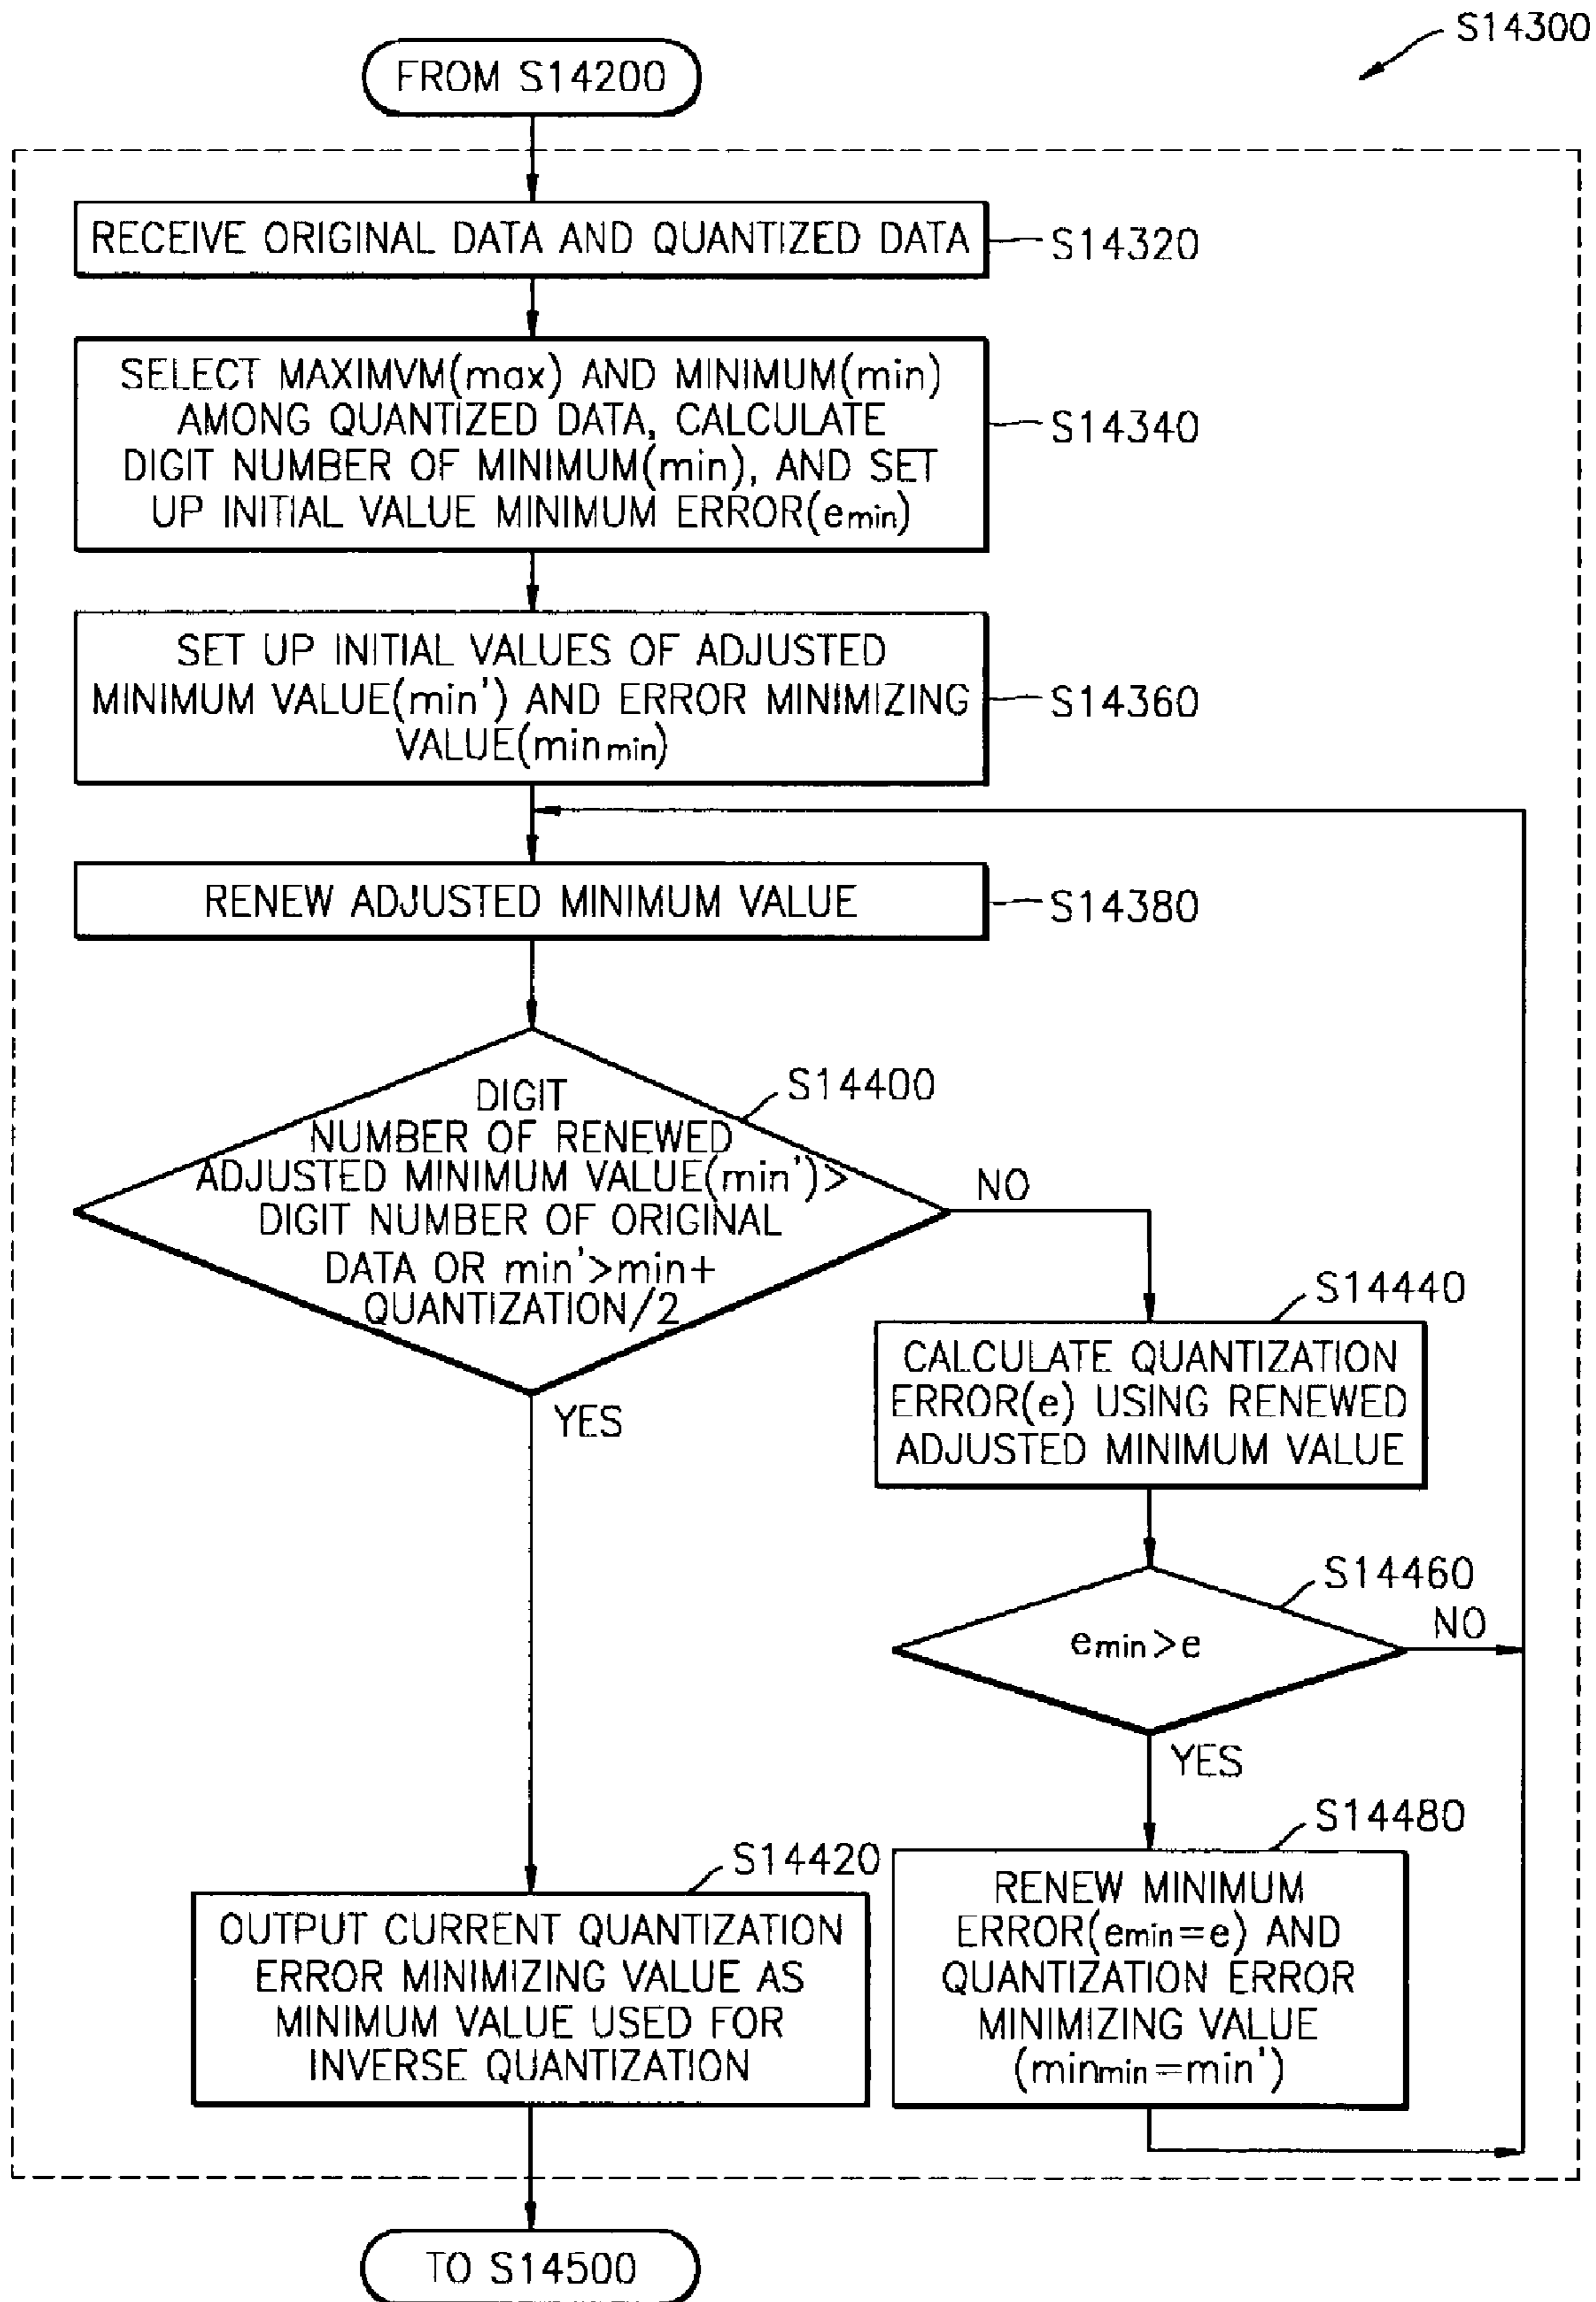 S14300
FROM S14200
RECEIVE ORIGINAL DATA AND QUANTIZED DATA
S14320
SELECT MAXIMVM(max) AND MINIMUM(min)
AMONG QUANTIZED DATA, CALCULATE
DIGIT NUMBER OF MINIMUM(min), AND SET
UP INITIAL VALUE MINIMUM ERROR(emin)
S14340
SET UP INITIAL VALUES OF ADJUSTED
MINIMUM VALUE(min') AND ERROR MINIMIZING
VALUE(minmin)
S14360
RENEW ADJUSTED MINIMUM VALUE
S14380
DIGIT
NUMBER OF RENEWED
ADJUSTED MINIMUM VALUE(min')>
DIGIT NUMBER OF ORIGINAL
DATA OR min'>min+
QUANTIZATION/2
S14400
NO
YES
S14440
CALCULATE QUANTIZATION
ERROR(e) USING RENEWED
ADJUSTED MINIMUM VALUE
S14460
emin>e
NO
YES
S14480
RENEW MINIMUM
ERROR(emin=e) AND
QUANTIZATION ERROR
MINIMIZING VALUE
(minmin=min')
S14420
OUTPUT CURRENT QUANTIZATION
ERROR MINIMIZING VALUE AS
MINIMUM VALUE USED FOR
INVERSE QUANTIZATION
TO S14500